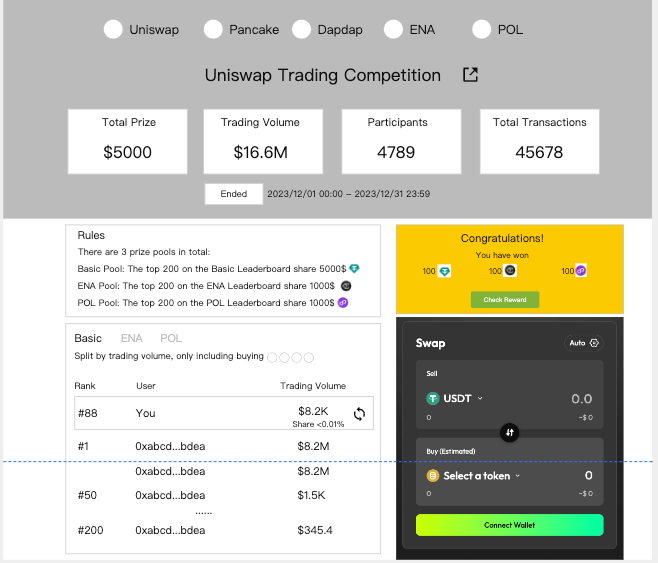 Uniswap Pancake Dapdap ENA POL
Uniswap Trading Competition
Total Prize
$5000
Trading Volume
$16.6M
Participants
4789
Total Transactions
45678
Ended 2023/12/01 00:00 – 2023/12/31 23:59
Rules
There are 3 prize pools in total:
Basic Pool: The top 200 on the Basic Leaderboard share 5000$
ENA Pool: The top 200 on the ENA Leaderboard share 1000$
POL Pool: The top 200 on the POL Leaderboard share 1000$
Basic ENA POL
Split by trading volume, only including buying
Rank User Trading Volume
#88 You $8.2K
Share <0.01%
#1 0xabcd...bdea $8.2M
0xabcd...bdea $8.2M
#50 0xabcd...bdea $1.5K
......
#200 0xabcd...bdea $345.4
Congratulations!
You have won
100 100 100
Check Reward
Swap Auto
Sell
USDT 0.0
0 ~$ 0
Buy (Estimated)
Select a token 0
0 ~$ 0
Connect Wallet